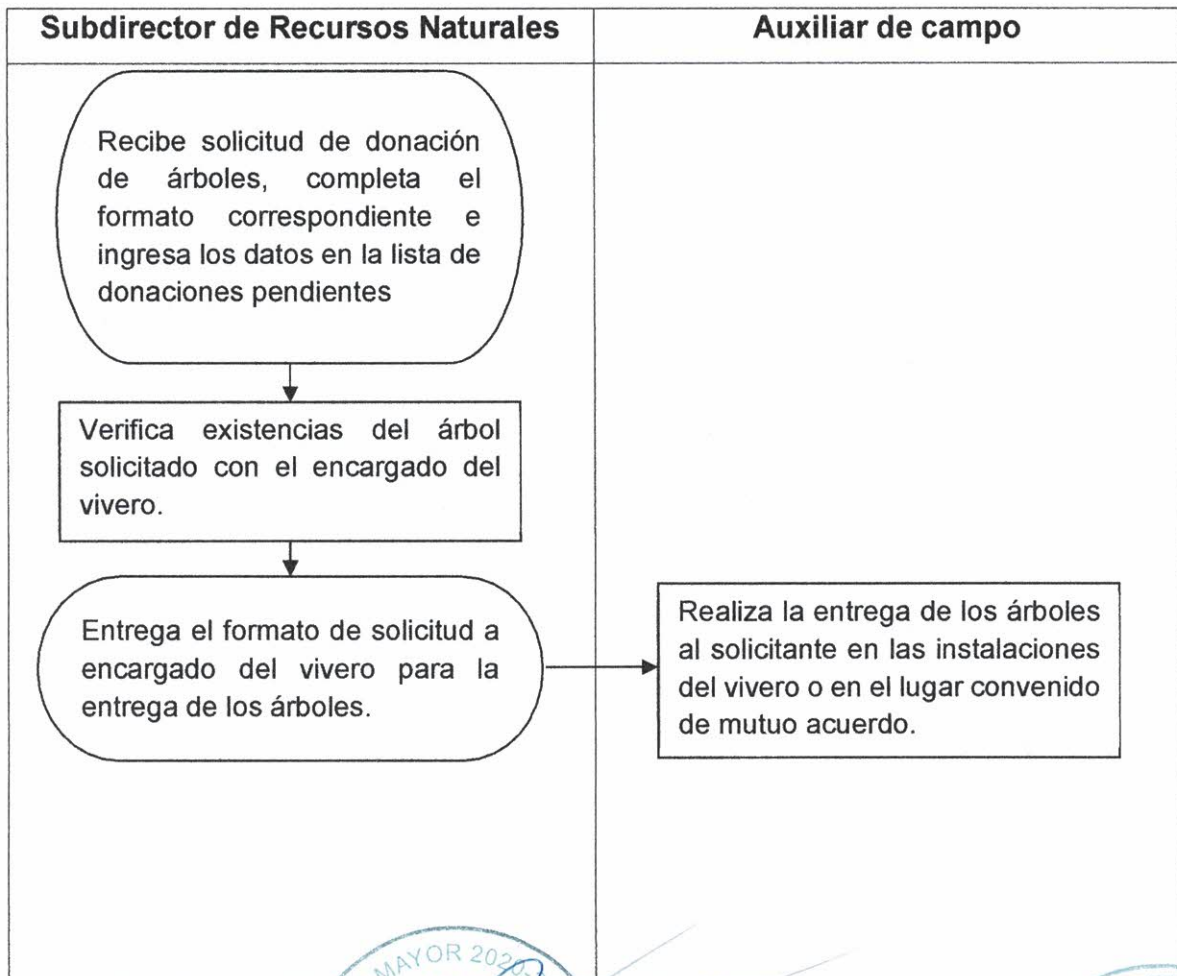 Subdirector de Recursos Naturales
Auxiliar de campo
Recibe solicitud de donación
de árboles, completa el
formato correspondiente e
ingresa los datos en la lista de
donaciones pendientes
Verifica existencias del árbol
solicitado con el encargado del
vivero.
Entrega el formato de solicitud a
encargado del vivero para la
entrega de los árboles.
Realiza la entrega de los árboles
al solicitante en las instalaciones
del vivero o en el lugar convenido
de mutuo acuerdo.
MAYOR 2020